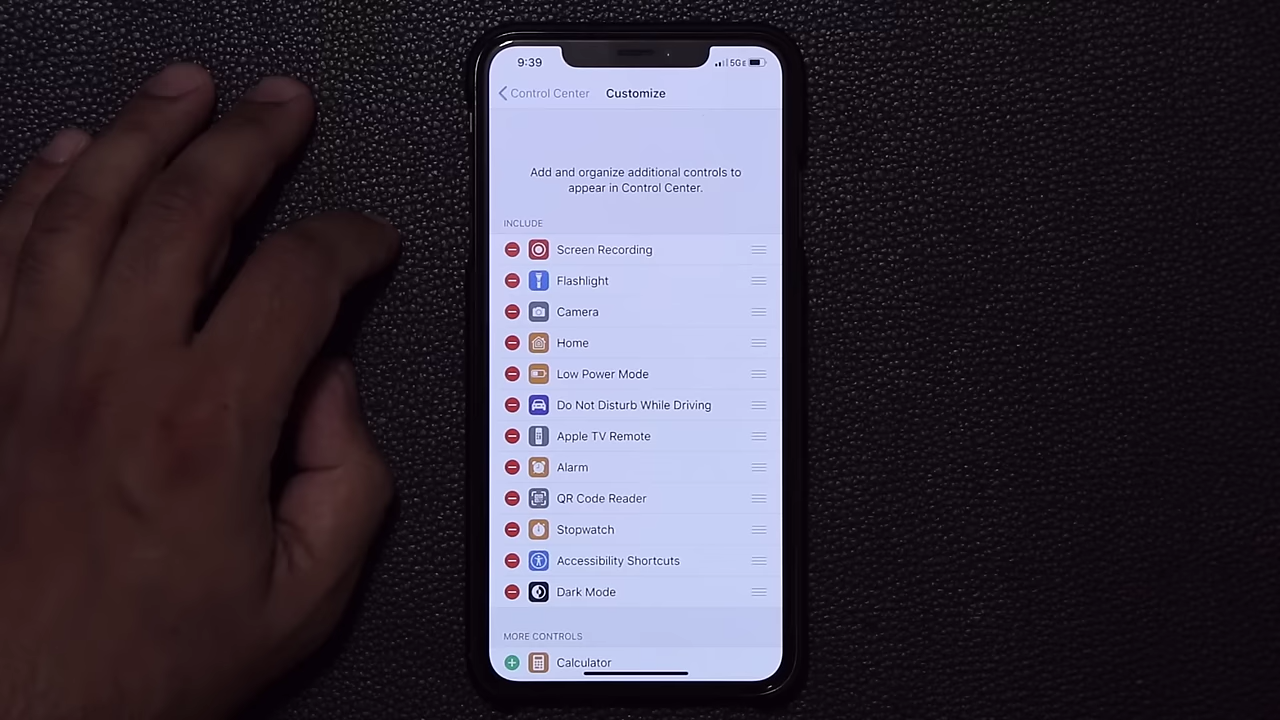 9:39
5GE
Control Center Customize
Add and organize additional controls to
appear in Control Center.
INCLUDE
Screen Recording
Flashlight
Camera
Home
Low Power Mode
Do Not Disturb While Driving
Apple TV Remote
Alarm
QR Code Reader
Stopwatch
Accessibility Shortcuts
Dark Mode
MORE CONTROLS
Calculator